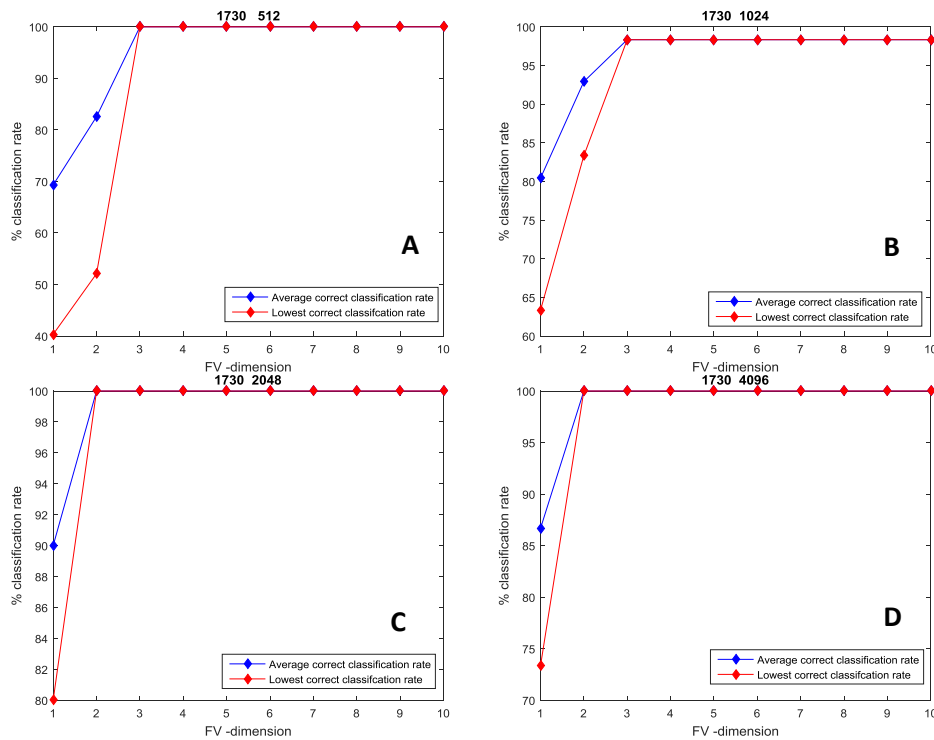 1730 512
100
90
80
70
60
50
40
% classification rate
A
Average correct classification rate
Lowest correct classifcation rate
1 2 3 4 5 6 7 8 9 10
FV -dimension
1730 1024
100
95
90
85
80
75
70
65
60
% classification rate
B
Average correct classification rate
Lowest correct classifcation rate
1 2 3 4 5 6 7 8 9 10
FV -dimension
1730 2048
100
98
96
94
92
90
88
86
84
82
80
% classification rate
C
Average correct classification rate
Lowest correct classifcation rate
1 2 3 4 5 6 7 8 9 10
FV -dimension
1730 4096
100
95
90
85
80
75
70
% classification rate
D
Average correct classification rate
Lowest correct classifcation rate
1 2 3 4 5 6 7 8 9 10
FV -dimension